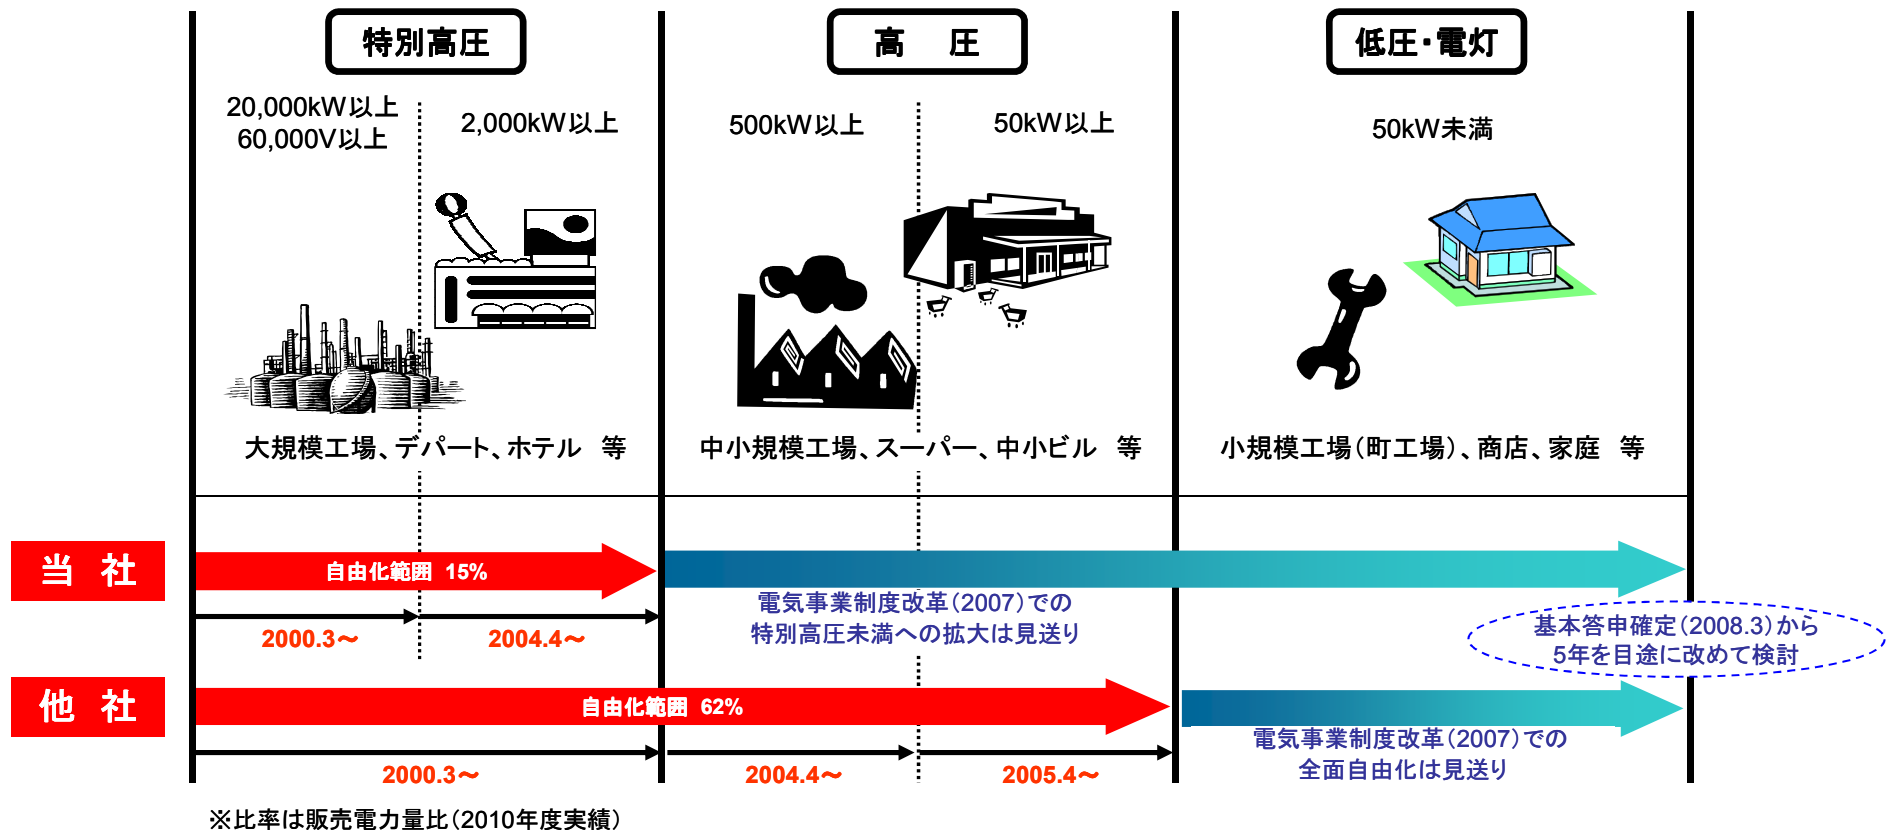 特別高圧
高 圧
低圧・電灯
20,000kW以上
60,000V以上
2,000kW以上
500kW以上
50kW以上
50kW未満
大規模工場、デパート、ホテル 等
中小規模工場、スーパー、中小ビル 等
小規模工場（町工場）、商店、家庭 等
当 社
自由化範囲 15%
2000.3～
2004.4～
電気事業制度改革（2007）での
特別高圧未満への拡大は見送り
基本答申確定（2008.3）から
5年を目途に改めて検討
他 社
自由化範囲 62%
2000.3～
2004.4～
2005.4～
電気事業制度改革（2007）での
全面自由化は見送り
※比率は販売電力量比（2010年度実績）